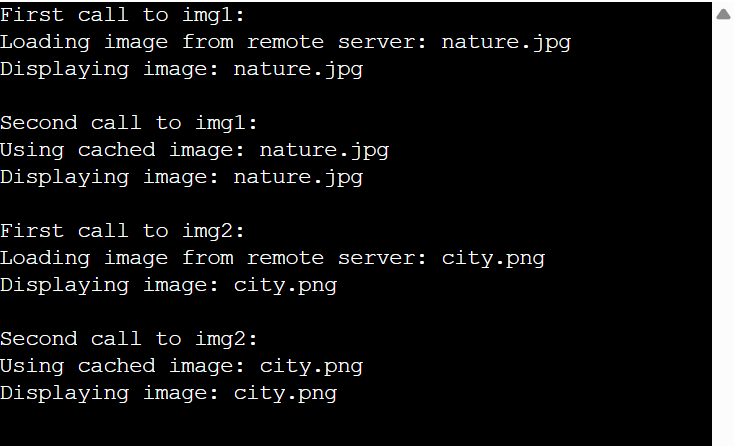 First call to img1:
Loading image from remote server: nature.jpg
Displaying image: nature.jpg

Second call to img1:
Using cached image: nature.jpg
Displaying image: nature.jpg

First call to img2:
Loading image from remote server: city.png
Displaying image: city.png

Second call to img2:
Using cached image: city.png
Displaying image: city.png